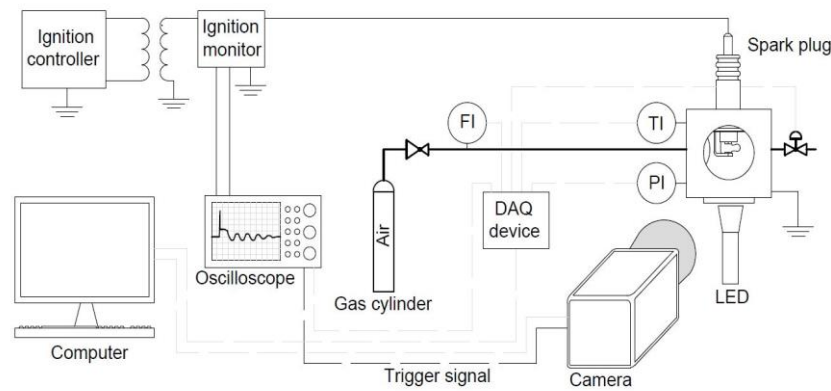 Ignition
controller
Ignition
monitor
Spark plug
FI
TI
PI
DAQ
device
Air
Oscilloscope
Gas cylinder
LED
Computer
Trigger signal
Camera